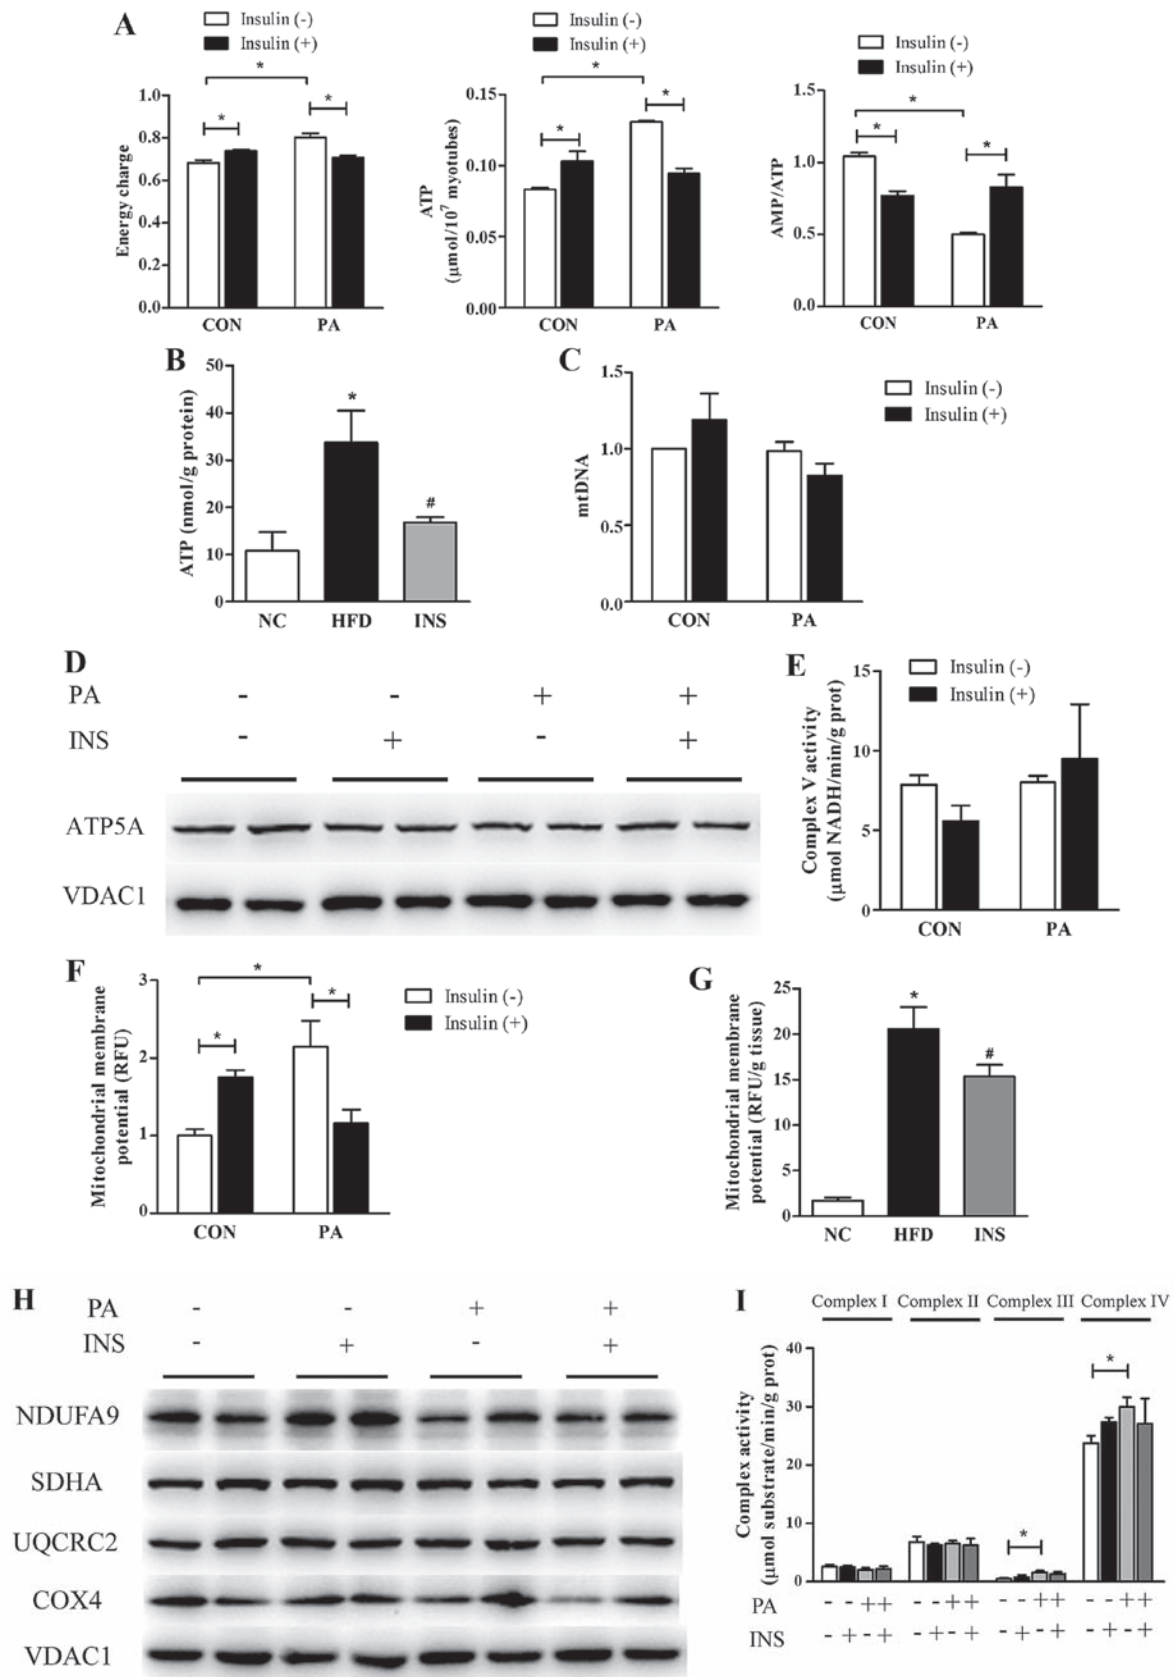 A
Insulin (-)
Insulin (+)
Insulin (-)
Insulin (+)
Insulin (-)
Insulin (+)
*
*
*
Energy charge
1.0
0.8
0.6
0.4
0.2
0.0
CON PA
*
*
*
ATP
(μmol/10⁷ myotubes)
0.15
0.10
0.05
0.00
CON PA
*
*
*
AMP/ATP
1.5
1.0
0.5
0.0
CON PA
B
ATP (nmol/g protein)
50
40
30
20
10
0
*
#
NC HFD INS
C
mtDNA
1.5
1.0
0.5
0.0
CON PA
Insulin (-)
Insulin (+)
D
PA - - + +
INS - + - +
ATP5A
VDAC1
E
Insulin (-)
Insulin (+)
Complex V activity
(μmol NADH/min/g prot)
15
10
5
0
CON PA
F
Mitochondrial membrane
potential (RFU)
3
2
1
0
*
*
*
CON PA
Insulin (-)
Insulin (+)
G
Mitochondrial membrane
potential (RFU/g tissue)
25
20
15
10
5
0
*
#
NC HFD INS
H
PA - - + +
INS - + - +
NDUFA9
SDHA
UQCRC2
COX4
VDAC1
I
Complex I Complex II Complex III Complex IV
Complex activity
(μmol substrate/min/g prot)
40
30
20
10
0
*
*
PA - - + + - - + + - - + + - - + +
INS - + - + - + - + - + - + - + - +